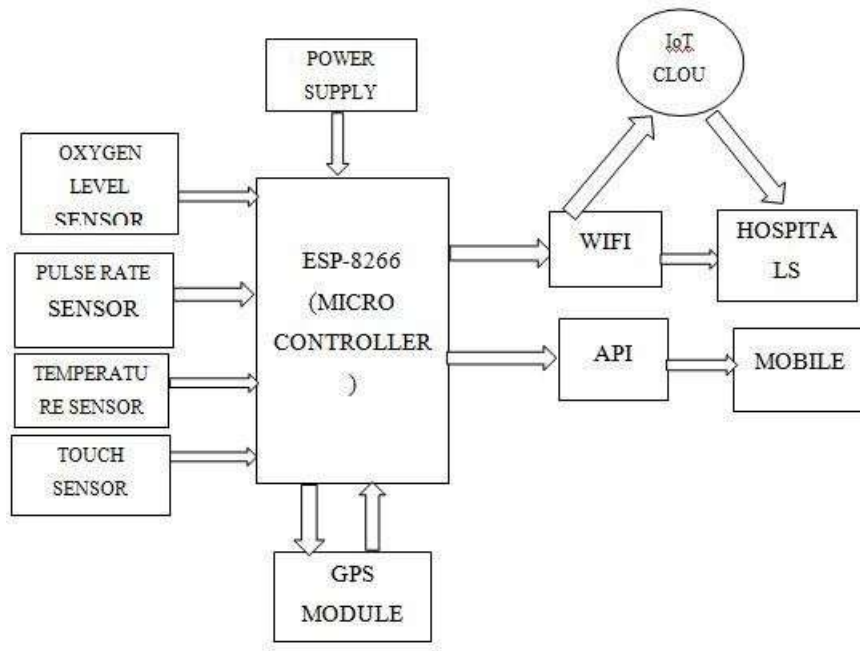 POWER
SUPPLY
IoT
CLOU
OXYGEN
LEVEL
SENSOR
PULSE RATE
SENSOR
TEMPERATU
RE SENSOR
TOUCH
SENSOR
ESP-8266
(MICRO
CONTROLLER
)
WIFI
HOSPITA
LS
API
MOBILE
GPS
MODULE